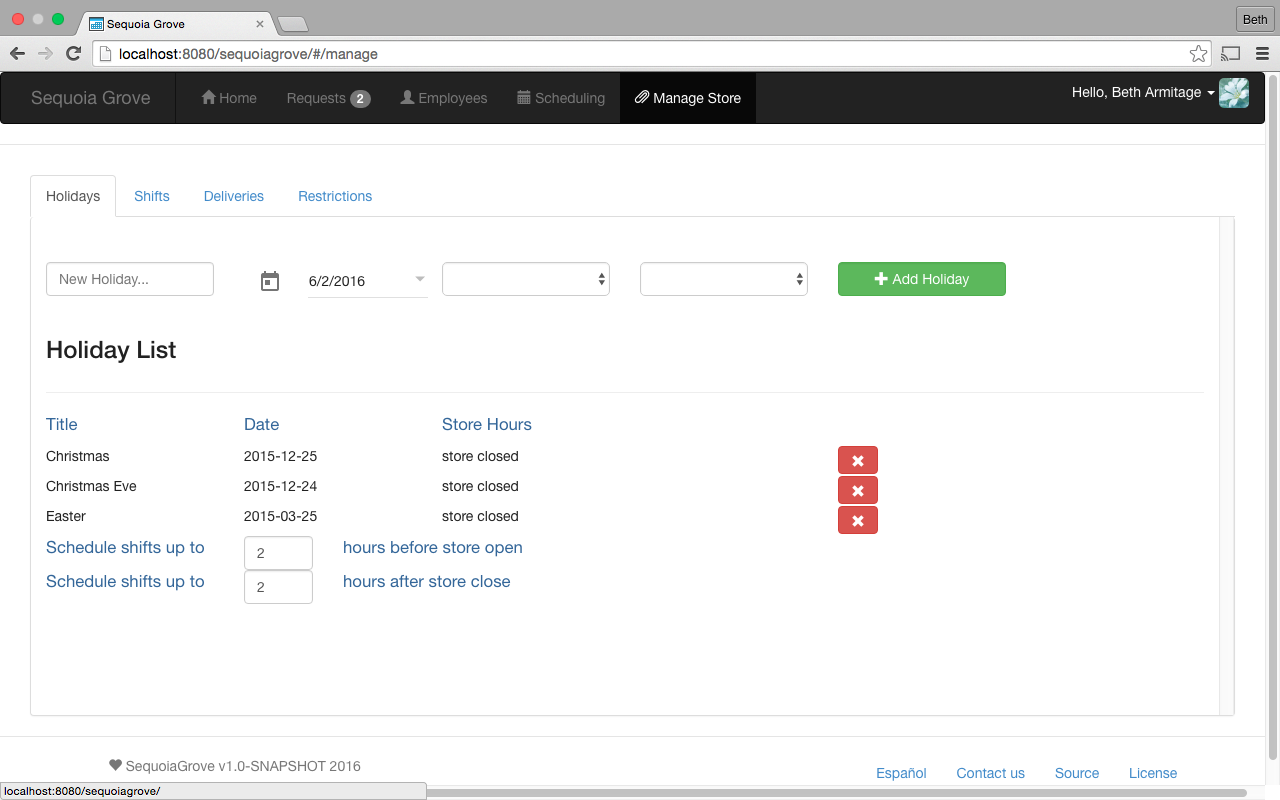 Sequoia Grove
Beth
localhost:8080/sequoiagrove/#/manage
Sequoia Grove Home Requests 2 Employees Scheduling Manage Store Hello, Beth Armitage
Holidays Shifts Deliveries Restrictions
New Holiday... 6/2/2016 Add Holiday
Holiday List
Title Date Store Hours
Christmas 2015-12-25 store closed
Christmas Eve 2015-12-24 store closed
Easter 2015-03-25 store closed
Schedule shifts up to 2 hours before store open
Schedule shifts up to 2 hours after store close
SequoiaGrove v1.0-SNAPSHOT 2016
Español Contact us Source License
localhost:8080/sequoiagrove/